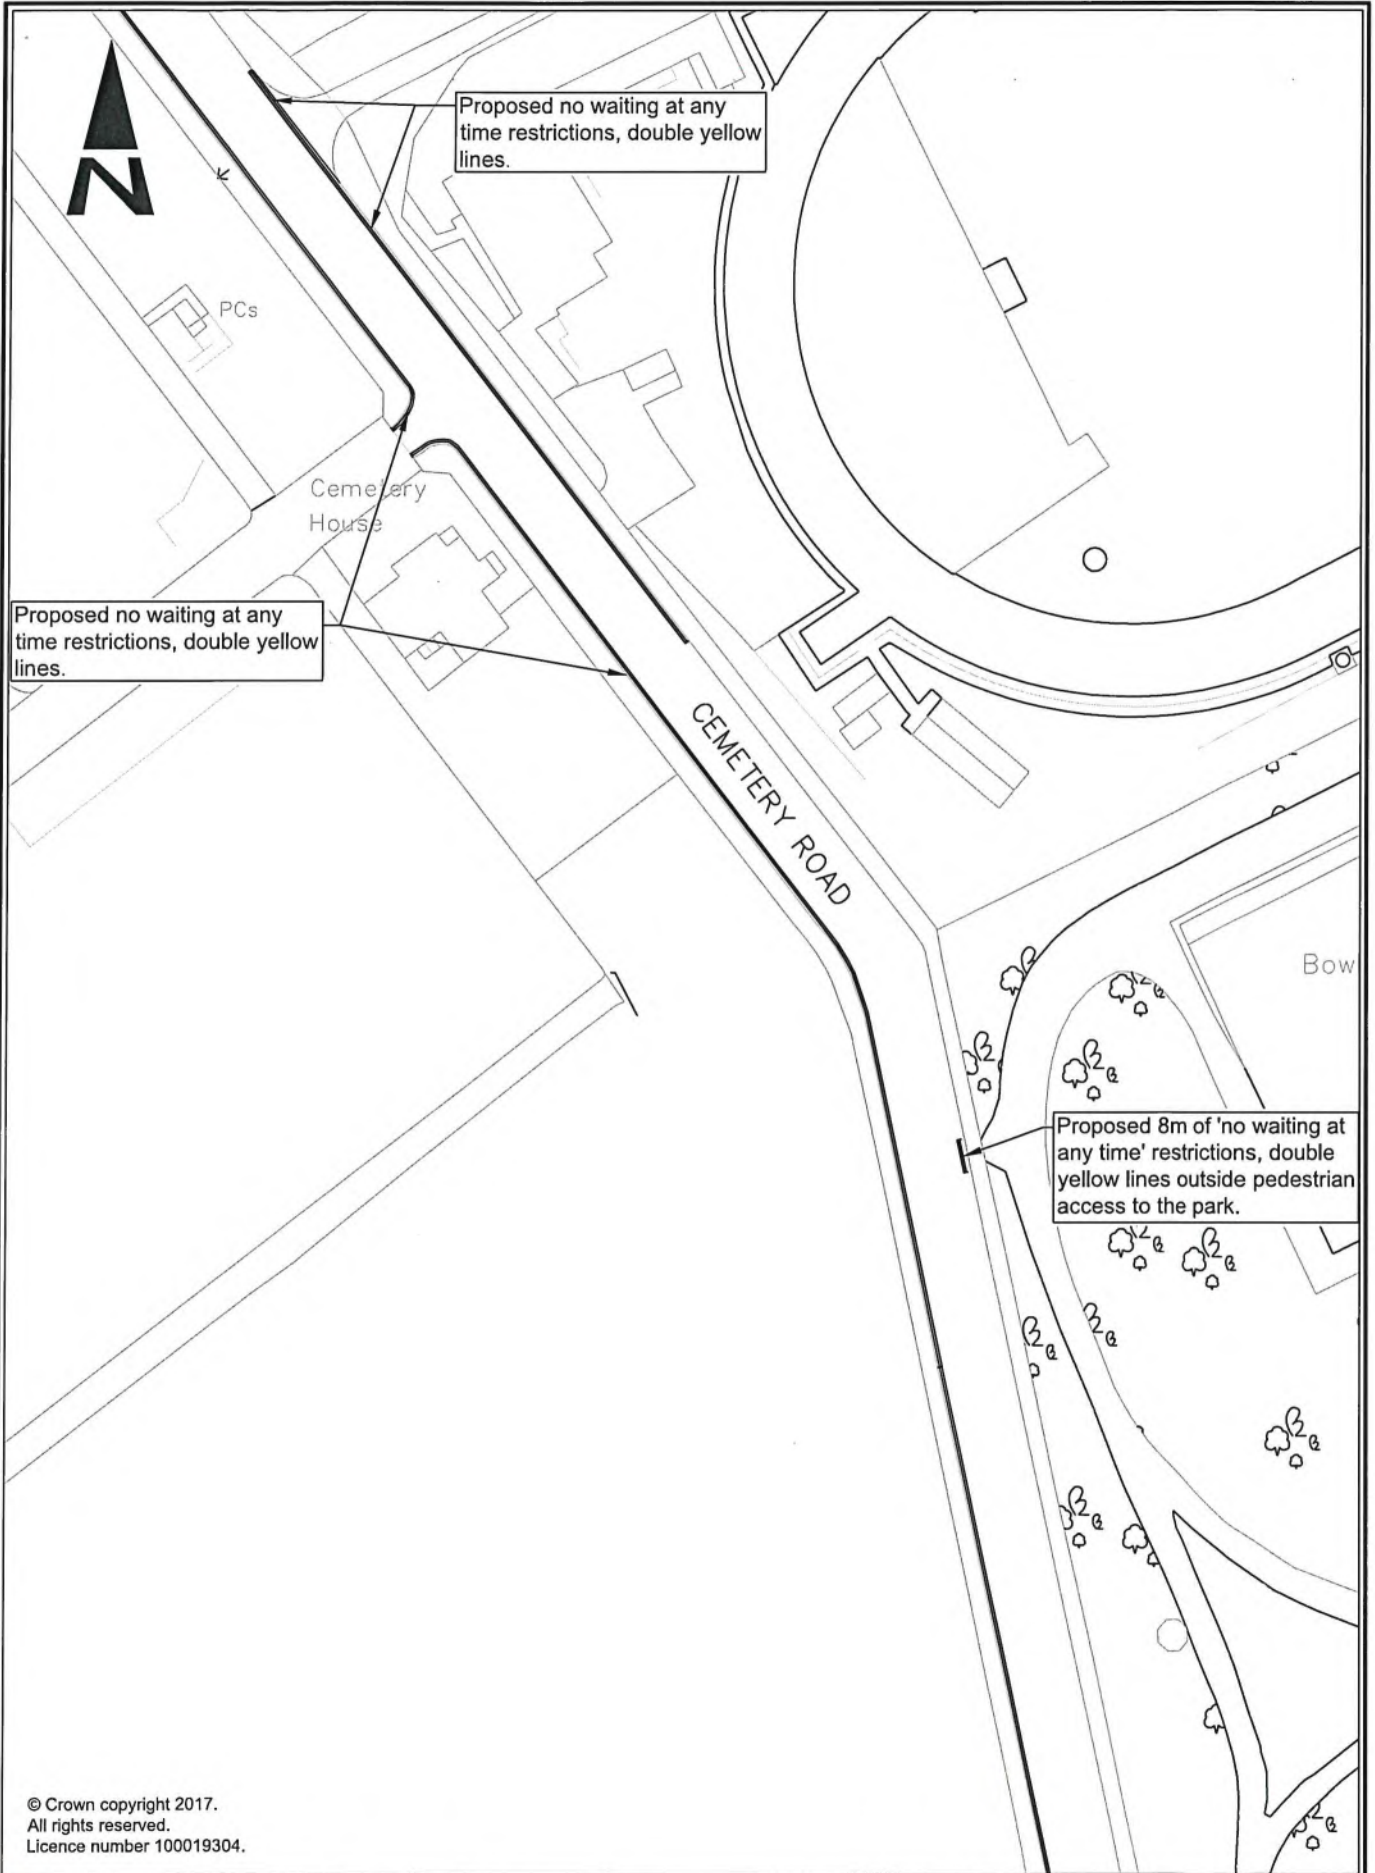 N
Proposed no waiting at any
time restrictions, double yellow
lines.
PCs
Cemetery
House
Proposed no waiting at any
time restrictions, double yellow
lines.
CEMETERY ROAD
Bow
Proposed 8m of 'no waiting at
any time' restrictions, double
yellow lines outside pedestrian
access to the park.
© Crown copyright 2017.
All rights reserved.
Licence number 100019304.